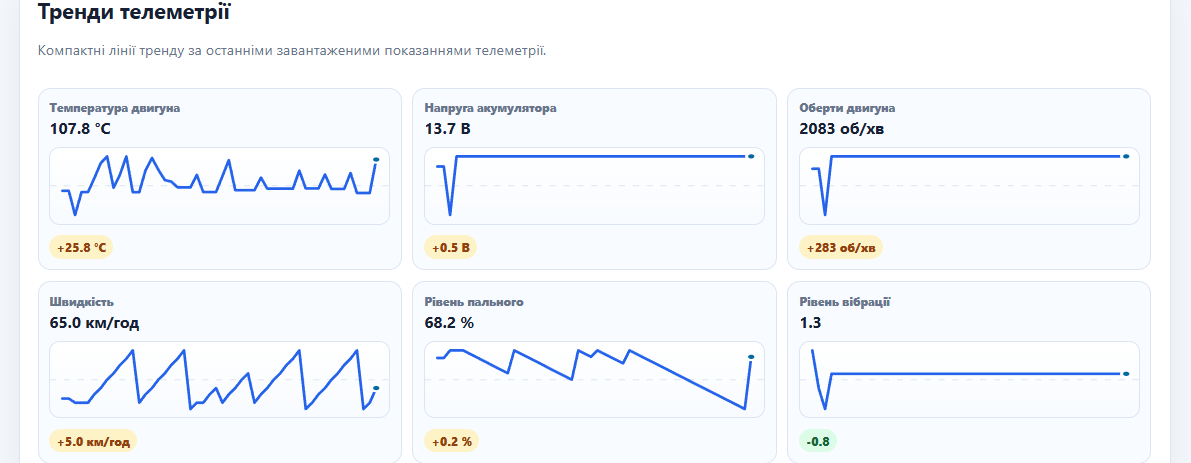 Тренди телеметрії
Компактні лінії тренду за останніми завантаженими показаннями телеметрії.
Температура двигуна
107.8 °C
+25.8 °C
Напруга акумулятора
13.7 В
+0.5 В
Оберти двигуна
2083 об/хв
+283 об/хв
Швидкість
65.0 км/год
+5.0 км/год
Рівень пального
68.2 %
+0.2 %
Рівень вібрації
1.3
-0.8